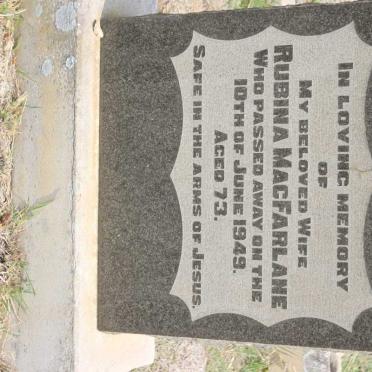 IN LOVING MEMORY
OF
MY BELOVED WIFE
RUBINA MACFARLANE
WHO PASSED AWAY ON THE
10TH OF JUNE 1949.
AGED 73.
SAFE IN THE ARMS OF JESUS.